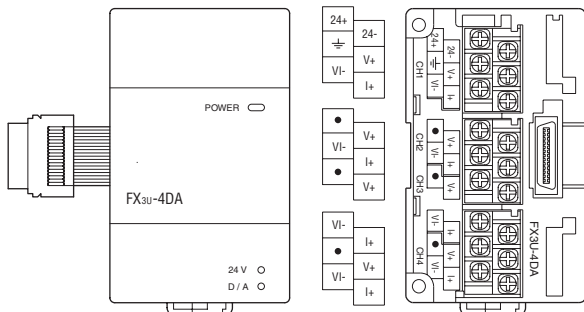 POWER
FX3U-4DA
24 V
D / A
24+
24-
⏚
V+
VI-
I+
●
V+
VI-
I+
●
V+
VI-
I+
●
V+
VI-
I+
CH1
24+
24-
⏚
V+
VI-
I+
CH2
●
V+
VI-
I+
CH3
●
V+
VI-
I+
CH4
●
V+
VI-
I+
FX3U-4DA